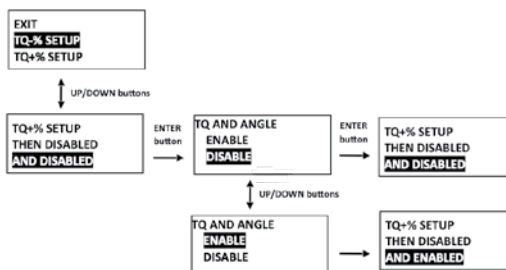 EXIT
TQ-% SETUP
TQ+% SETUP
UP/DOWN buttons
TQ+% SETUP
THEN DISABLED
AND DISABLED
ENTER
button
TQ AND ANGLE
ENABLE
DISABLE
ENTER
button
TQ+% SETUP
THEN DISABLED
AND DISABLED
UP/DOWN buttons
TQ AND ANGLE
ENABLE
DISABLE
TQ+% SETUP
THEN DISABLED
AND ENABLED